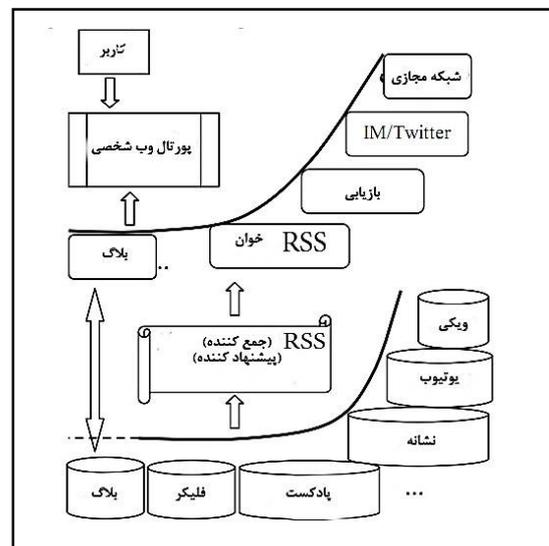 کاربر
شبکه مجازی
IM/Twitter
پورتال وب شخصی
بازیابی
بلاگ
..
خوان RSS
ویکی
(جمع کننده) RSS
(پیشنهاد کننده)
یوتیوب
نشانه
بلاگ
فلیکر
پادکست
...